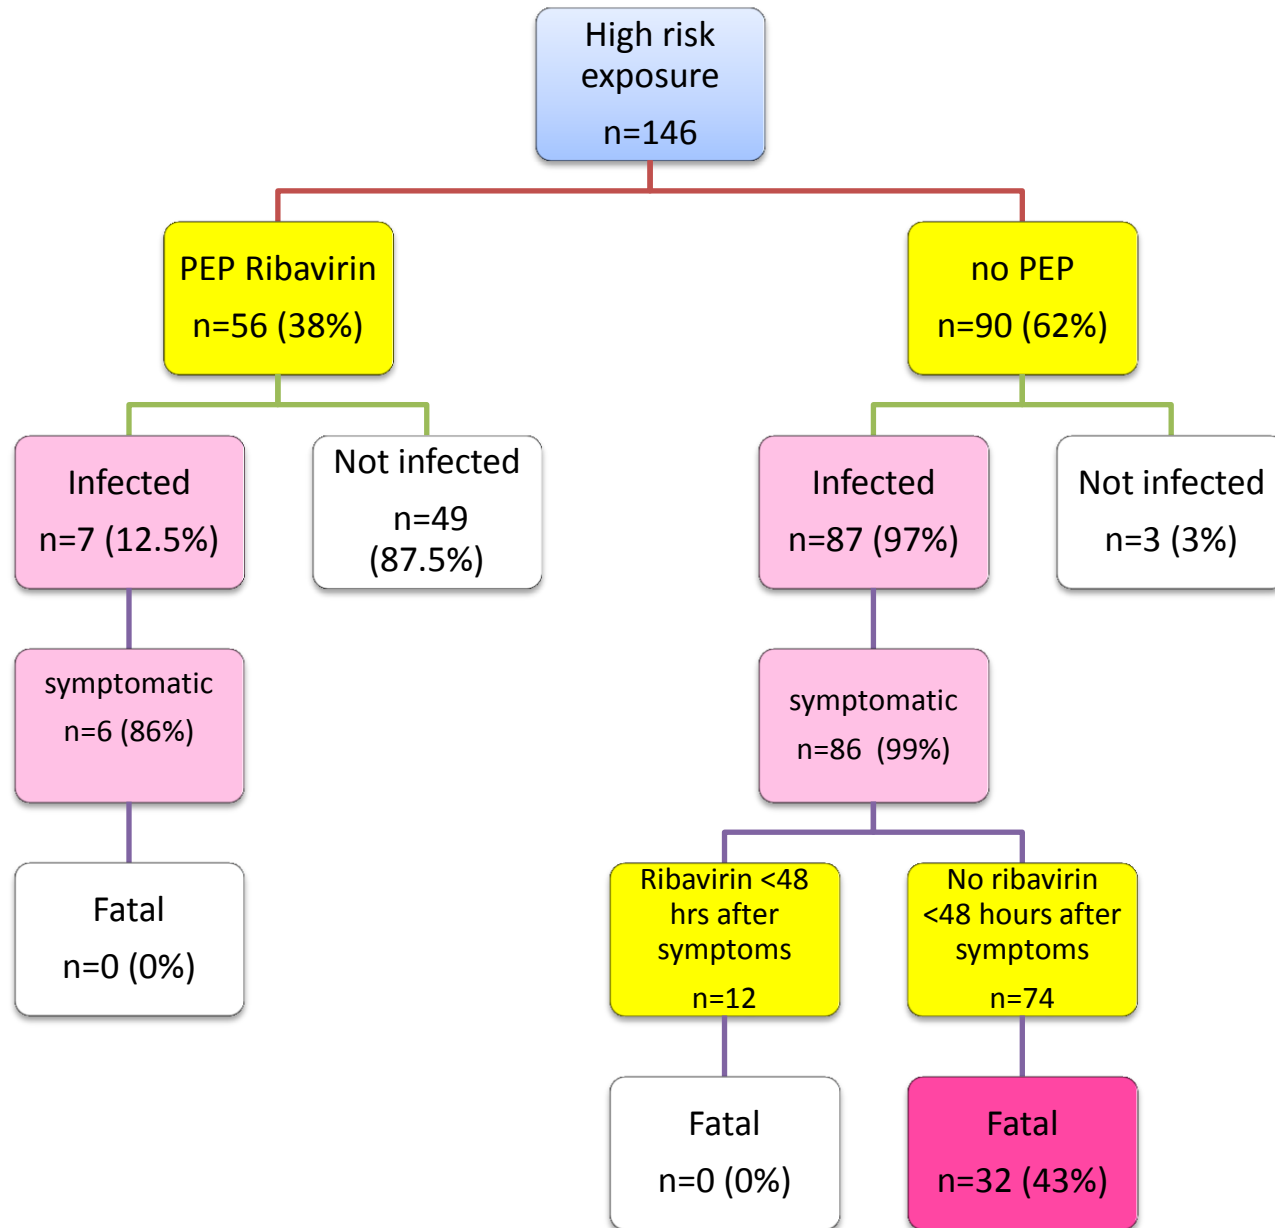 High risk
exposure
n=146
PEP Ribavirin
n=56 (38%)
no PEP
n=90 (62%)
Infected
n=7 (12.5%)
Not infected
n=49
(87.5%)
Infected
n=87 (97%)
Not infected
n=3 (3%)
symptomatic
n=6 (86%)
symptomatic
n=86 (99%)
Fatal
n=0 (0%)
Ribavirin <48
hrs after
symptoms
n=12
No ribavirin
<48 hours after
symptoms
n=74
Fatal
n=0 (0%)
Fatal
n=32 (43%)